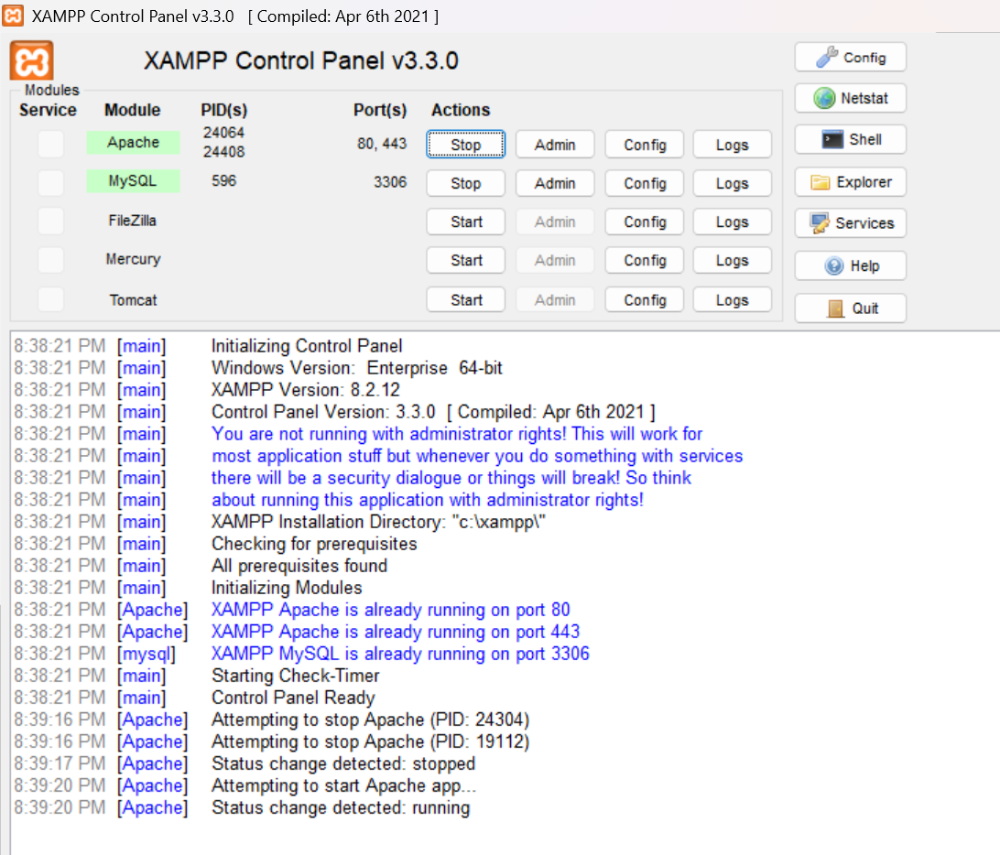 XAMPP Control Panel v3.3.0 [ Compiled: Apr 6th 2021 ]
XAMPP Control Panel v3.3.0
Config
Modules
Service Module PID(s) Port(s) Actions
Netstat
Apache 24064 80, 443 Stop Admin Config Logs
24408
Shell
MySQL 596 3306 Stop Admin Config Logs
Explorer
FileZilla Start Admin Config Logs
Services
Mercury Start Admin Config Logs
Help
Tomcat Start Admin Config Logs
Quit
8:38:21 PM [main] Initializing Control Panel
8:38:21 PM [main] Windows Version: Enterprise 64-bit
8:38:21 PM [main] XAMPP Version: 8.2.12
8:38:21 PM [main] Control Panel Version: 3.3.0 [ Compiled: Apr 6th 2021 ]
8:38:21 PM [main] You are not running with administrator rights! This will work for
8:38:21 PM [main] most application stuff but whenever you do something with services
8:38:21 PM [main] there will be a security dialogue or things will break! So think
8:38:21 PM [main] about running this application with administrator rights!
8:38:21 PM [main] XAMPP Installation Directory: "c:\xampp\"
8:38:21 PM [main] Checking for prerequisites
8:38:21 PM [main] All prerequisites found
8:38:21 PM [main] Initializing Modules
8:38:21 PM [Apache] XAMPP Apache is already running on port 80
8:38:21 PM [Apache] XAMPP Apache is already running on port 443
8:38:21 PM [mysql] XAMPP MySQL is already running on port 3306
8:38:21 PM [main] Starting Check-Timer
8:38:21 PM [main] Control Panel Ready
8:39:16 PM [Apache] Attempting to stop Apache (PID: 24304)
8:39:16 PM [Apache] Attempting to stop Apache (PID: 19112)
8:39:17 PM [Apache] Status change detected: stopped
8:39:20 PM [Apache] Attempting to start Apache app...
8:39:20 PM [Apache] Status change detected: running